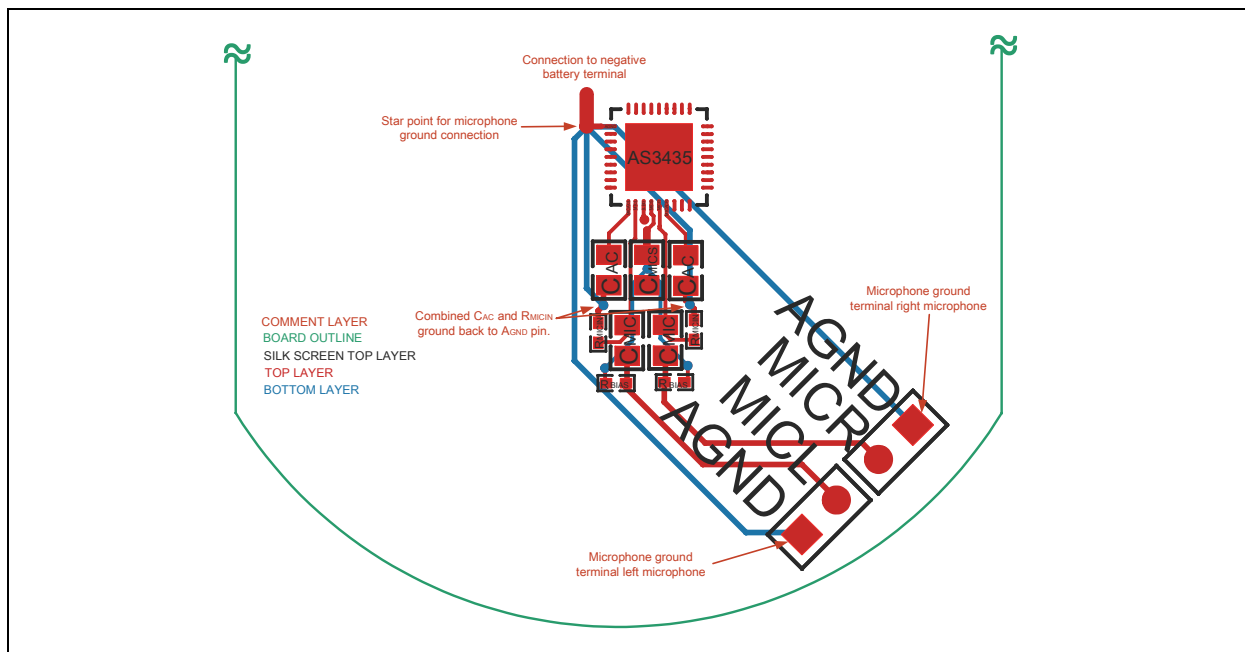 Connection to negative
battery terminal
Star point for microphone
ground connection
AS3435
CAC
CMICS
CAC
Microphone ground
terminal right microphone
Combined CAC and RMICIN
ground back to AGND pin.
RMICIN
CMIC
CMIC
RMICIN
RBIAS
RBIAS
COMMENT LAYER
BOARD OUTLINE
SILK SCREEN TOP LAYER
TOP LAYER
BOTTOM LAYER
AGND
MICR
MICL
AGND
Microphone ground
terminal left microphone